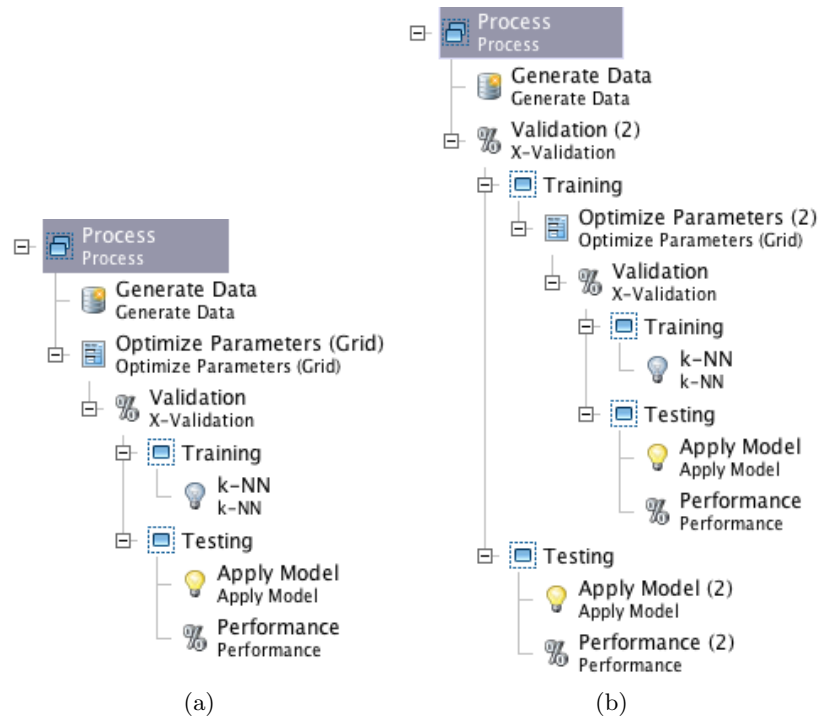 Process
Process
Generate Data
Generate Data
Optimize Parameters (Grid)
Optimize Parameters (Grid)
Validation
X-Validation
Training
k-NN
k-NN
Testing
Apply Model
Apply Model
Performance
Performance
(a)
Process
Process
Generate Data
Generate Data
Validation (2)
X-Validation
Training
Optimize Parameters (2)
Optimize Parameters (Grid)
Validation
X-Validation
Training
k-NN
k-NN
Testing
Apply Model
Apply Model
Performance
Performance
Testing
Apply Model (2)
Apply Model
Performance (2)
Performance
(b)